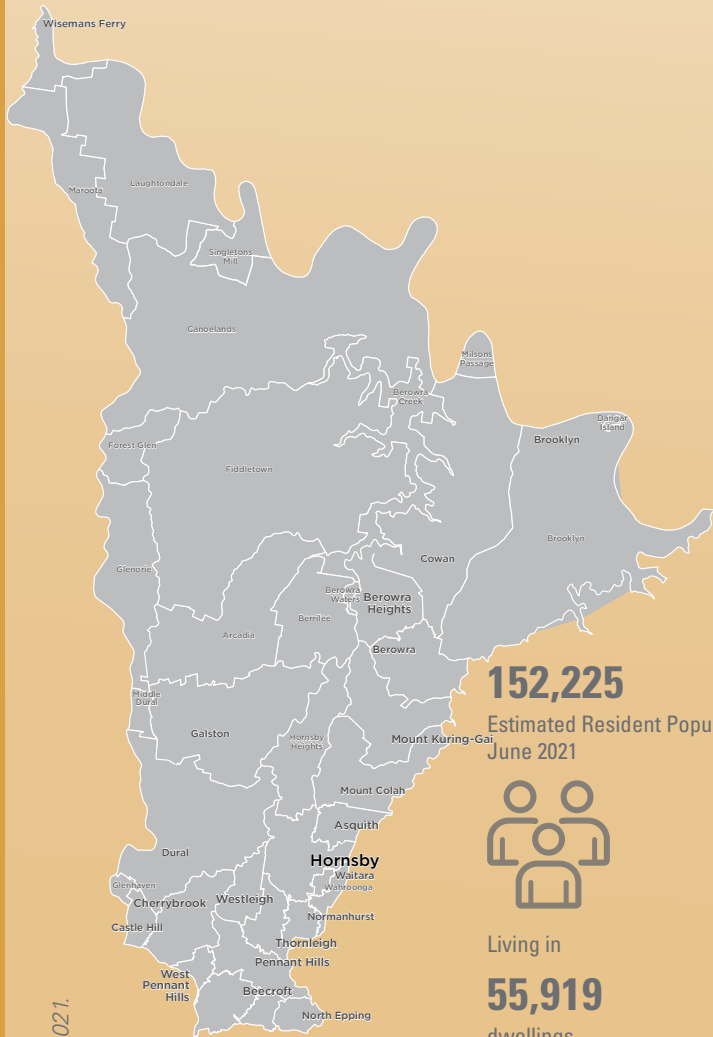 Wisemans Ferry
Laughtondale
Maroota
Singletons
Mill
Canoelands
Milsons
Passage
Berowra
Creek
Dangar
Island
Brooklyn
Forest Glen
Fiddletown
Brooklyn
Cowan
Glenorie
Berowra
Waters
Berowra
Heights
Berrilee
Arcadia
Berowra
152,225
Estimated Resident Popu
June 2021
Middle
Dural
Galston
Hornsby
Heights
Mount Kuring-Gai
Mount Colah
Asquith
Dural
Hornsby
Waitara
Wahroonga
Glenhaven
Cherrybrook
Westleigh
Normanhurst
Castle Hill
Thornleigh
Living in
Pennant Hills
West
Pennant
Hills
Beecroft
55,919
North Epping
dwellings
021.